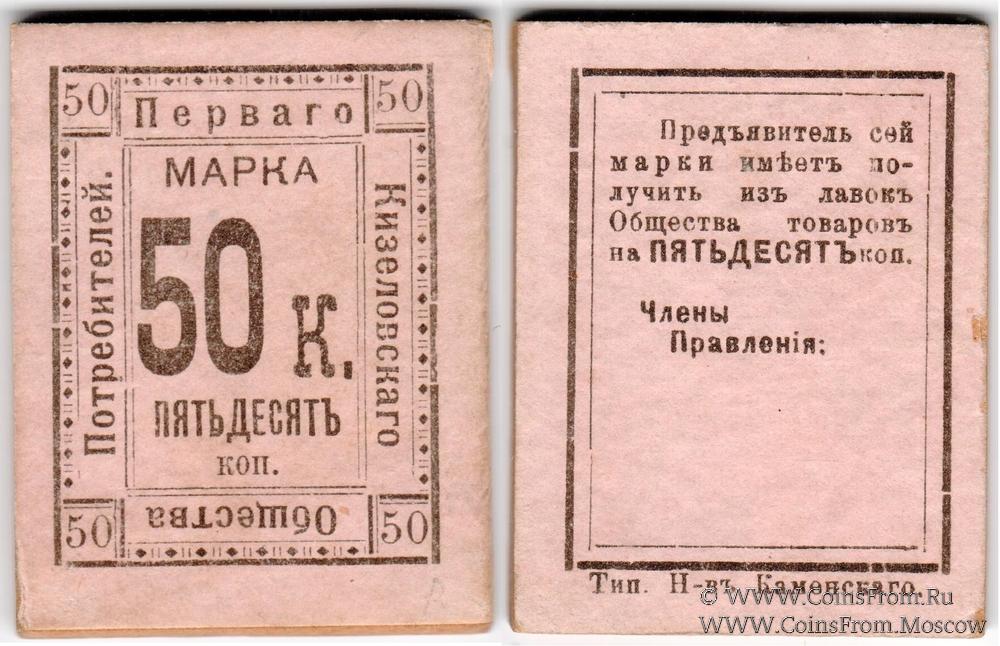 50
Перваго
50
МАРКА
Кизеловскаго
50 К.
ПЯТЬДЕСЯТЪ
коп.
50
Общества
50
Потребителей.
Предъявитель сей
марки имѣетъ по-
лучить изъ лавокъ
Общества товаровъ
на ПЯТЬДЕСЯТЪ коп.
Члены
Правленія:
Тип. Н-въ Каменскаго.
© WWW.CoinsFrom.Ru
WWW.CoinsFrom.Moscow